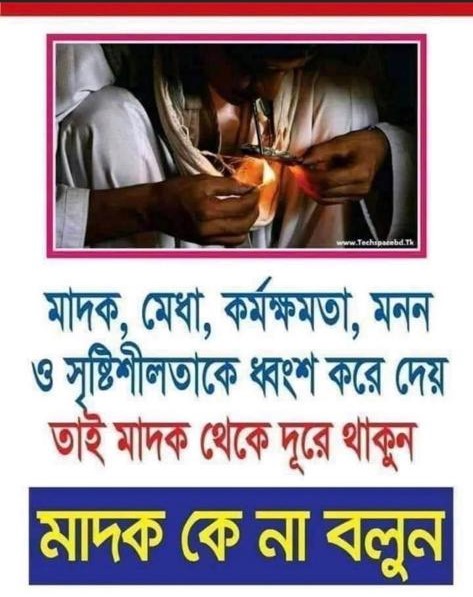 www.Techspacebd.Tk
মাদক, মেধা, কর্মক্ষমতা, মনন
ও সৃষ্টিশীলতাকে ধ্বংশ করে দেয়
তাই মাদক থেকে দূরে থাকুন
মাদক কে না বলুন